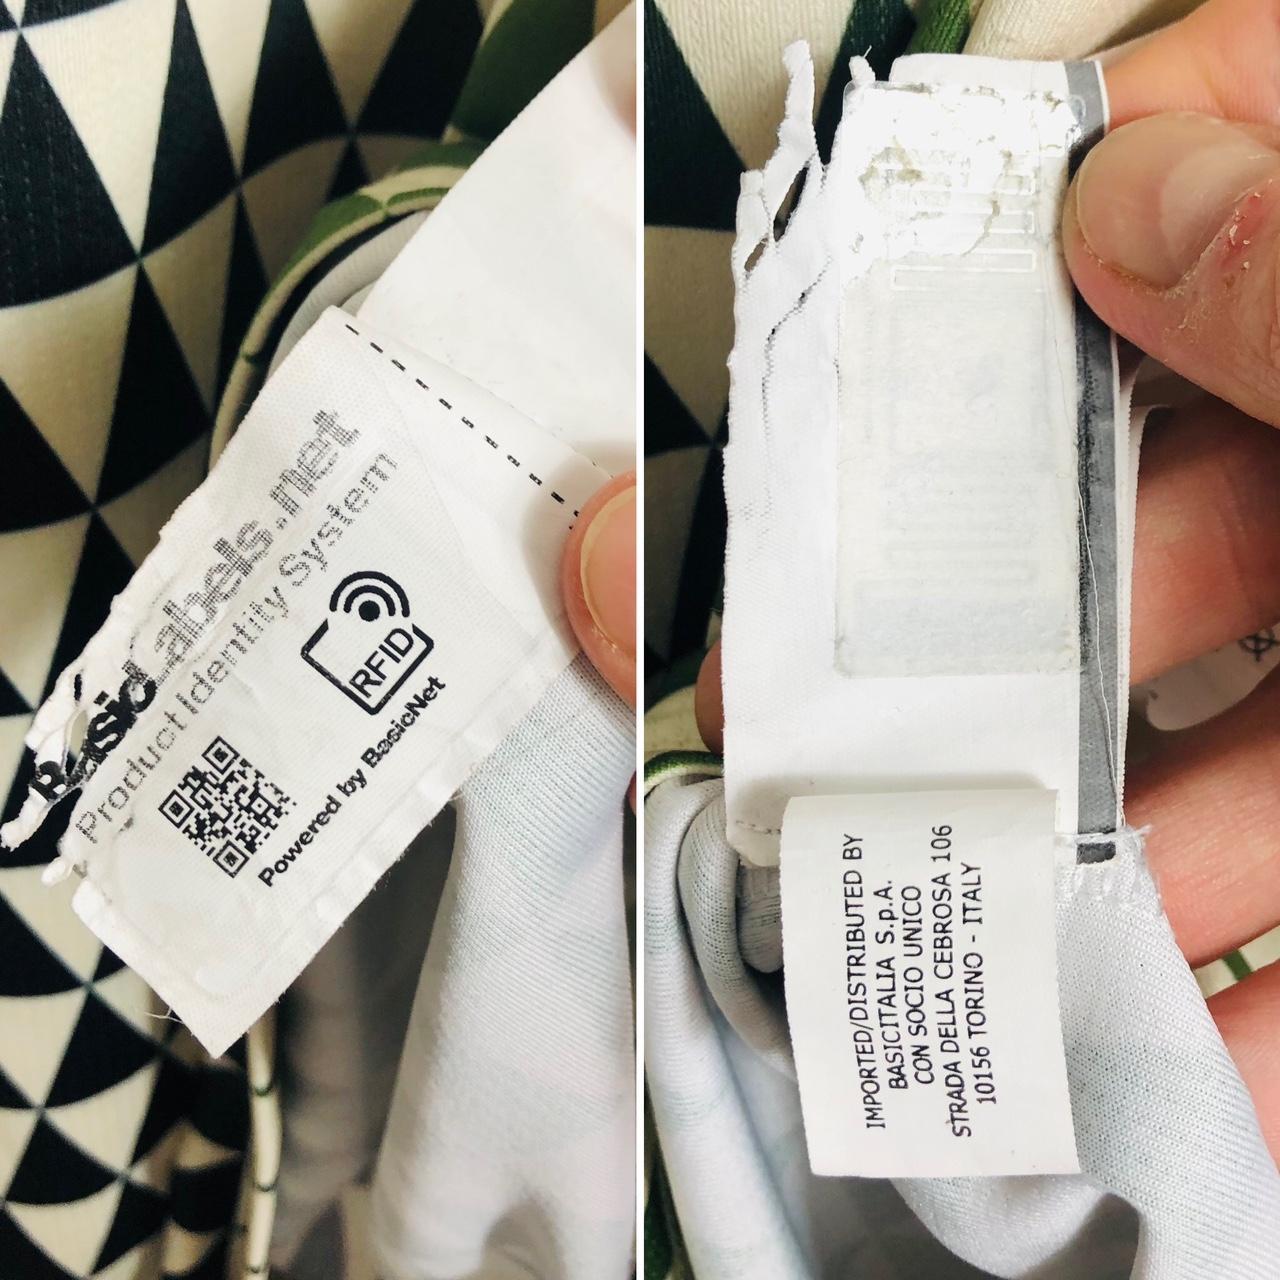 BasicLabels.net
Product Identity System
RFID
Powered by BasicNet
IMPORTED/DISTRIBUTED BY
BASICITALIA S.p.A.
CON SOCIO UNICO
STRADA DELLA CEBROSA 106
10156 TORINO - ITALY